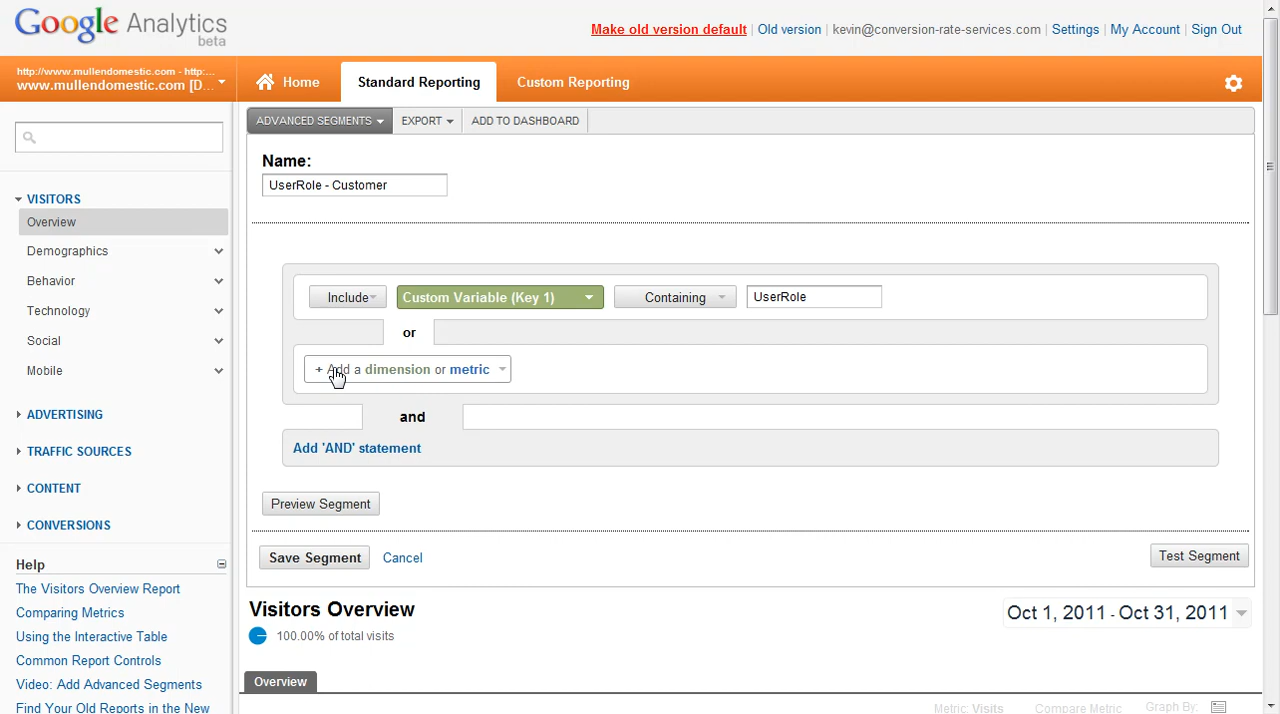 Google Analytics
beta
Make old version default | Old version | kevin@conversion-rate-services.com | Settings | My Account | Sign Out
http://www.mullendomestic.com - http:...
www.mullendomestic.com [D...
Home
Standard Reporting
Custom Reporting
ADVANCED SEGMENTS
EXPORT
ADD TO DASHBOARD
Name:
UserRole - Customer
VISITORS
Overview
Demographics
Behavior
Technology
Social
Mobile
ADVERTISING
TRAFFIC SOURCES
CONTENT
CONVERSIONS
Include
Custom Variable (Key 1)
Containing
UserRole
or
+ Add a dimension or metric
and
Add 'AND' statement
Preview Segment
Save Segment
Cancel
Test Segment
Help
The Visitors Overview Report
Comparing Metrics
Using the Interactive Table
Common Report Controls
Video: Add Advanced Segments
Find Your Old Reports in the New
Visitors Overview
Oct 1, 2011 - Oct 31, 2011
100.00% of total visits
Overview
Metric: Visits
Compare Metric
Graph By: